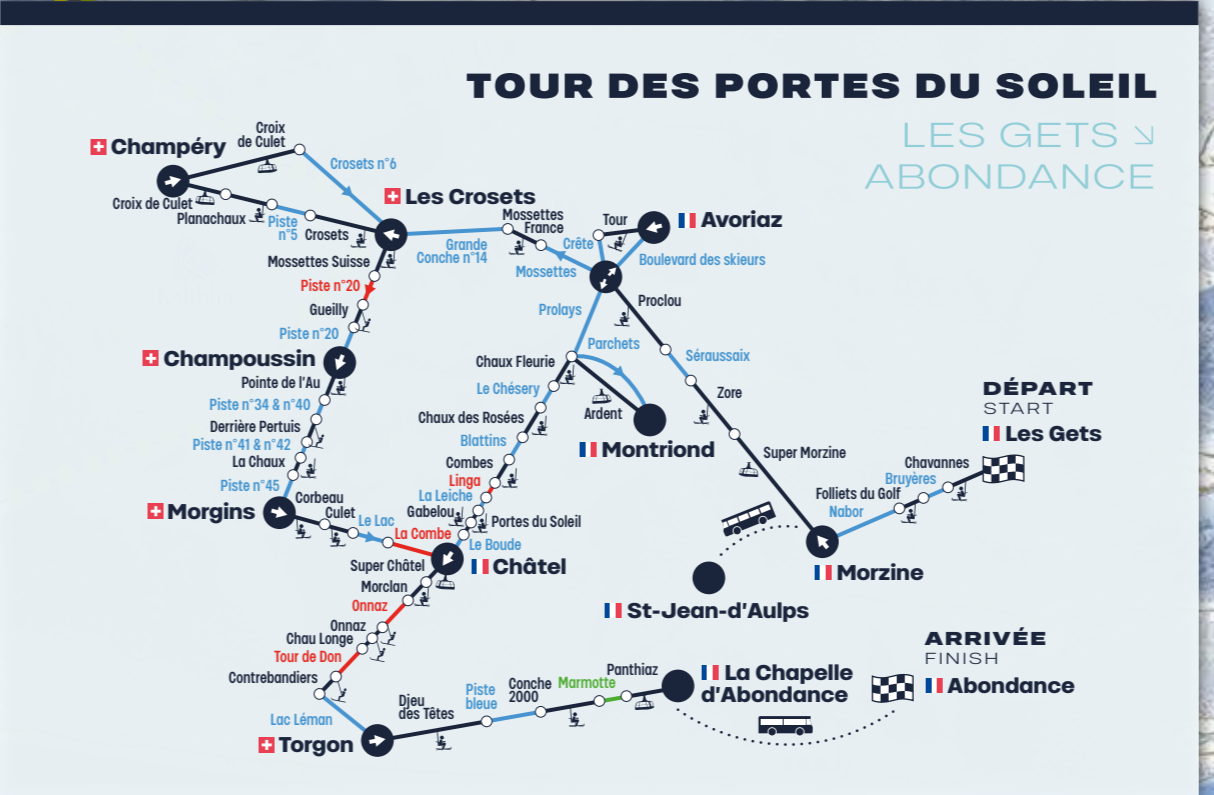 TOUR DES PORTES DU SOLEIL
LES GETS ↘
ABONDANCE
Champéry
Croix
de Culet
Crosets n°6
Croix de Culet
Planachaux
Piste
n°5
Crosets
Les Crosets
Mossettes
France
Grande
Conche n°14
Mossettes
Tour
Crête
Avoriaz
Boulevard des skieurs
Mossettes Suisse
Piste n°20
Gueilly
Piste n°20
Champoussin
Pointe de l'Au
Piste n°34 & n°40
Derrière Pertuis
Piste n°41 & n°42
La Chaux
Piste n°45
Morgins
Corbeau
Culet
Le Lac
La Combe
Prolays
Proclou
Parchets
Séraussaix
Chaux Fleurie
Le Chésery
Ardent
Zore
Chaux des Rosées
Blattins
Montriond
Combes
Linga
La Leiche
Gabelou
Portes du Soleil
Le Boude
Super Morzine
DÉPART
START
Les Gets
Chavannes
Bruyères
Folliets du Golf
Nabor
Morzine
St-Jean-d'Aulps
Super Châtel
Châtel
Morclan
Onnaz
Onnaz
Chau Longe
Tour de Don
Contrebandiers
Lac Léman
Torgon
Djeu
des Têtes
Piste
bleue
Conche
2000
Marmotte
Panthiaz
La Chapelle
d'Abondance
ARRIVÉE
FINISH
Abondance